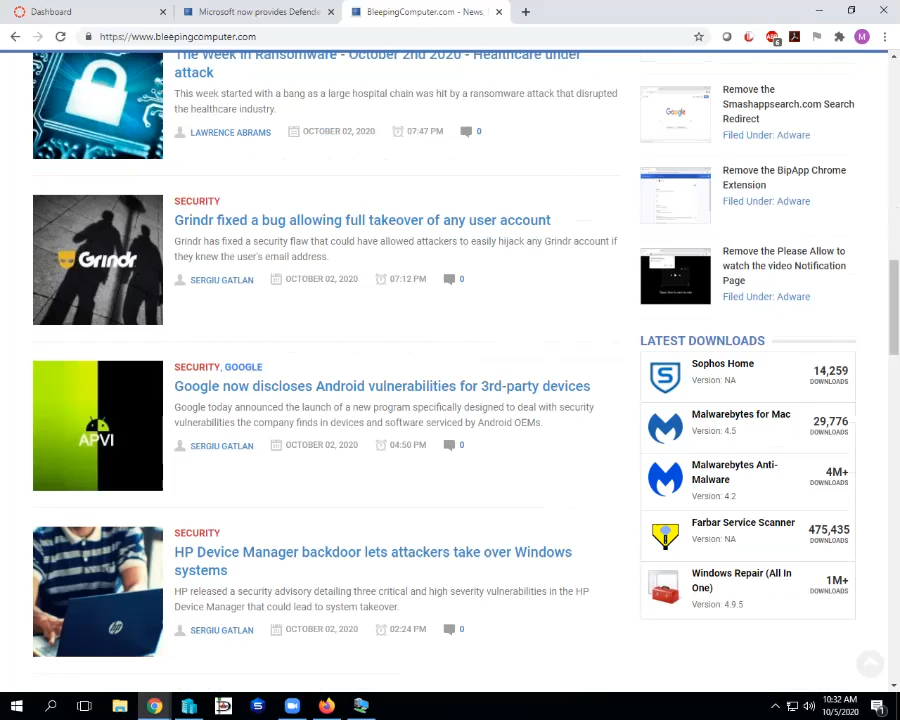 Dashboard
Microsoft now provides Defende
BleepingComputer.com - News,
https://www.bleepingcomputer.com
6
M
The Week in Ransomware - October 2nd 2020 - Healthcare under
attack
This week started with a bang as a large hospital chain was hit by a ransomware attack that disrupted
the healthcare industry.
LAWRENCE ABRAMS OCTOBER 02, 2020 07:47 PM 0
SECURITY
Grindr fixed a bug allowing full takeover of any user account
Grindr has fixed a security flaw that could have allowed attackers to easily hijack any Grindr account if
they knew the user's email address.
SERGIU GATLAN OCTOBER 02, 2020 07:12 PM 0
Grindr
SECURITY, GOOGLE
Google now discloses Android vulnerabilities for 3rd-party devices
Google today announced the launch of a new program specifically designed to deal with security
vulnerabilities the company finds in devices and software serviced by Android OEMs.
SERGIU GATLAN OCTOBER 02, 2020 04:50 PM 0
APVI
SECURITY
HP Device Manager backdoor lets attackers take over Windows
systems
HP released a security advisory detailing three critical and high severity vulnerabilities in the HP
Device Manager that could lead to system takeover.
SERGIU GATLAN OCTOBER 02, 2020 02:24 PM 0
hp
Google
Remove the
Smashappsearch.com Search
Redirect
Filed Under: Adware
Remove the BipApp Chrome
Extension
Filed Under: Adware
Remove the Please Allow to
watch the video Notification
Page
Filed Under: Adware
LATEST DOWNLOADS
Sophos Home
Version: NA
14,259
DOWNLOADS
Malwarebytes for Mac
Version: 4.5
29,776
DOWNLOADS
Malwarebytes Anti-
Malware
Version: 4.2
4M+
DOWNLOADS
Farbar Service Scanner
Version: NA
475,435
DOWNLOADS
Windows Repair (All In
One)
Version: 4.9.5
1M+
DOWNLOADS
10:32 AM
10/5/2020
1